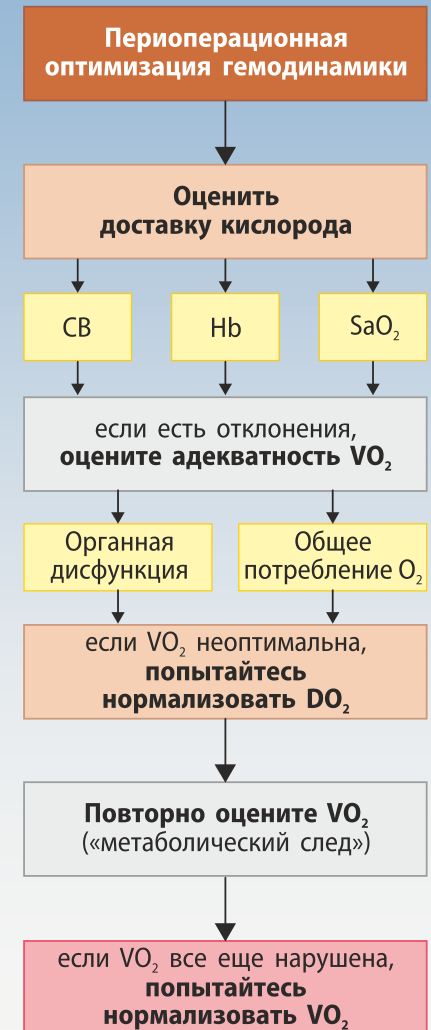 Периоперационная
оптимизация гемодинамики
Оценить
доставку кислорода
СВ
Hb
SaO₂
если есть отклонения,
оцените адекватность VO₂
Органная
дисфункция
Общее
потребление O₂
если VO₂ неоптимальна,
попытайтесь
нормализовать DO₂
Повторно оцените VO₂
(«метаболический след»)
если VO₂ все еще нарушена,
попытайтесь
нормализовать VO₂